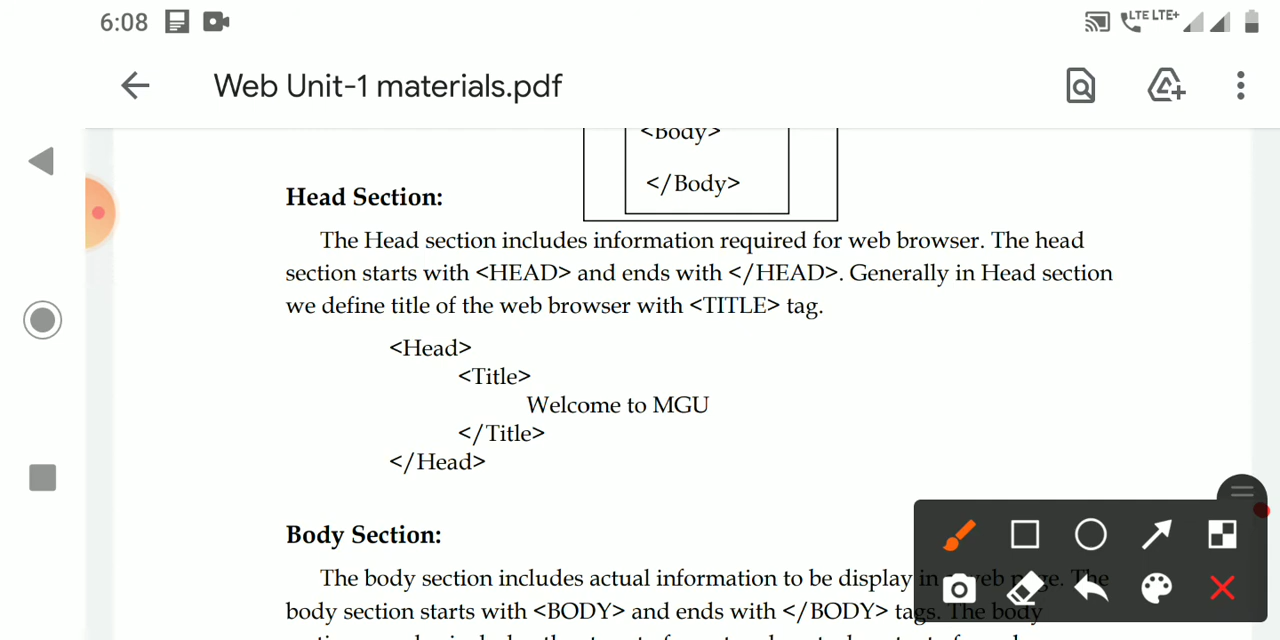 6:08
LTE LTE+
Web Unit-1 materials.pdf
<Body>
</Body>
Head Section:
The Head section includes information required for web browser. The head
section starts with <HEAD> and ends with </HEAD>. Generally in Head section
we define title of the web browser with <TITLE> tag.
<Head>
<Title>
Welcome to MGU
</Title>
</Head>
Body Section:
The body section includes actual information to be display in web page. The
body section starts with <BODY> and ends with </BODY> tags. The body